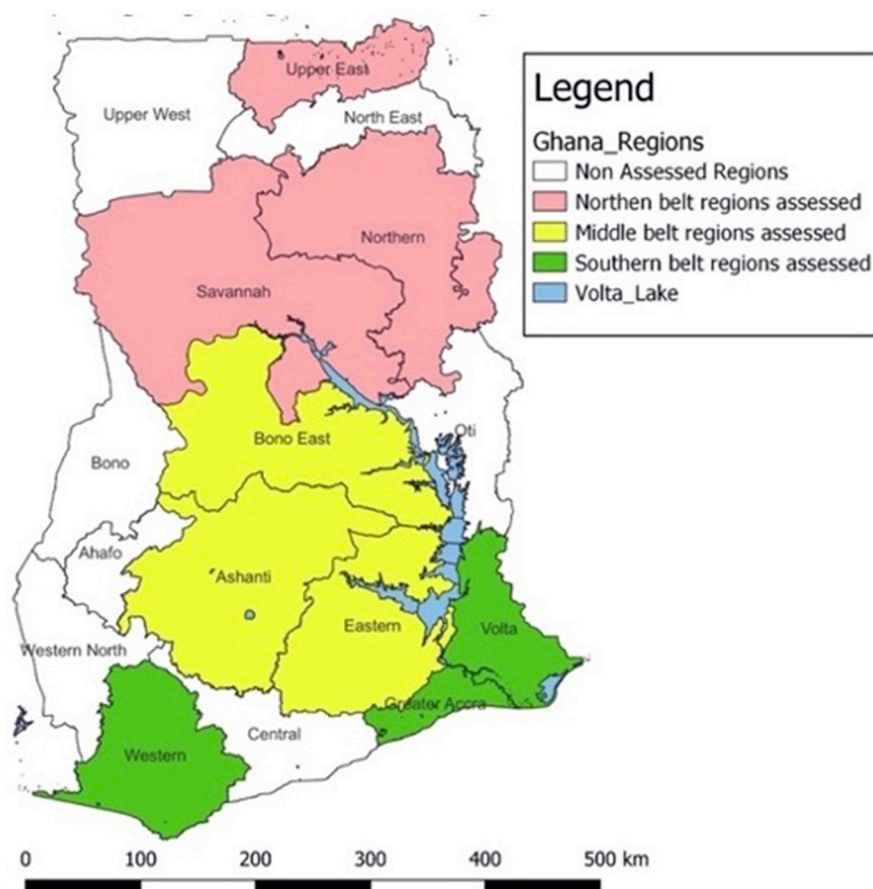 Upper East
Upper West
North East
Northern
Savannah
Bono East
Oti
Bono
Ahafo
Ashanti
Eastern
Volta
Western North
Greater Accra
Central
Western
Legend
Ghana_Regions
Non Assessed Regions
Northen belt regions assessed
Middle belt regions assessed
Southern belt regions assessed
Volta_Lake
0 100 200 300 400 500 km